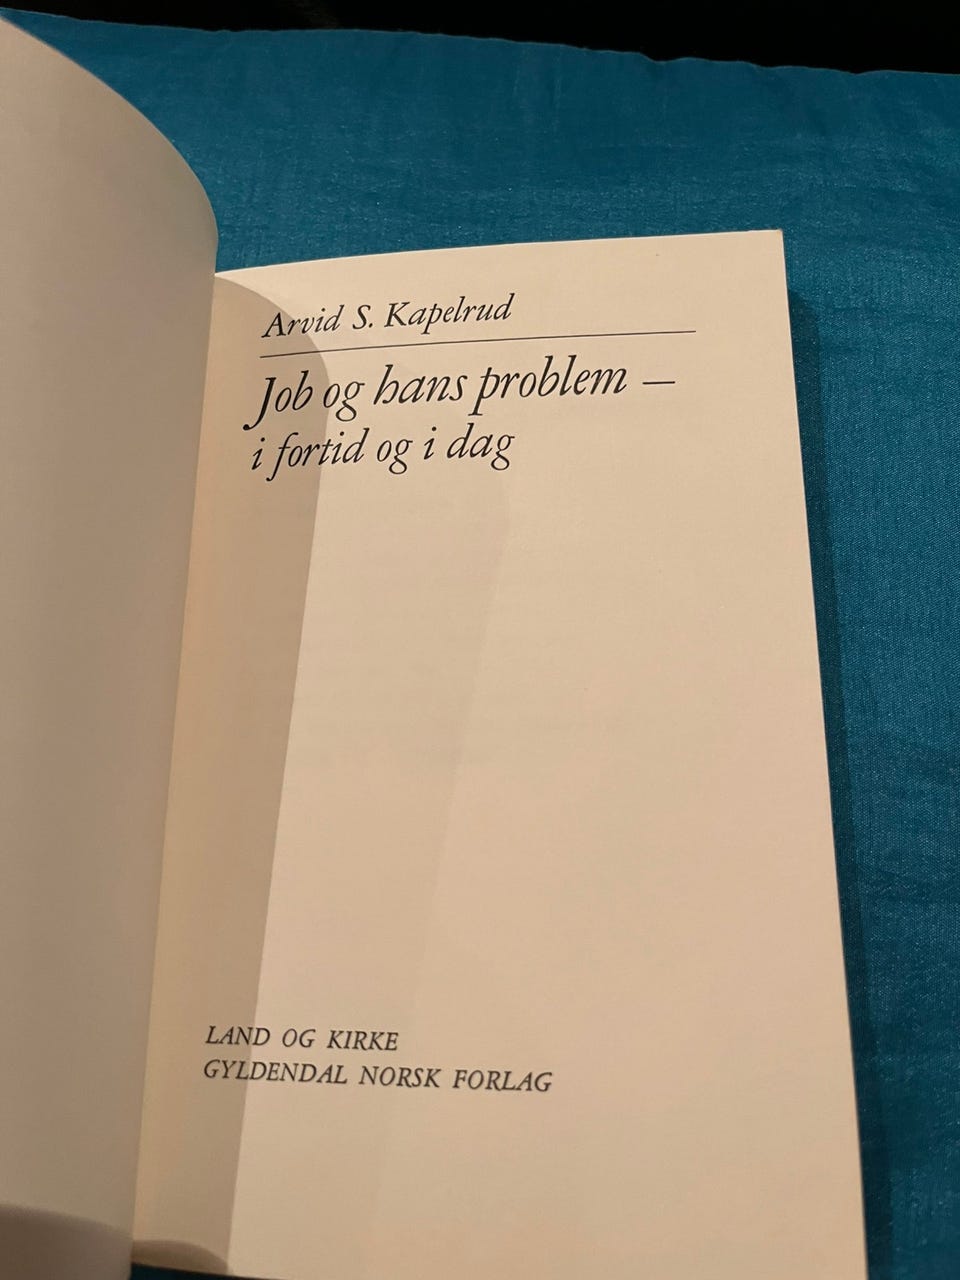 Arvid S. Kapelrud
Job og hans problem –
i fortid og i dag
LAND OG KIRKE
GYLDENDAL NORSK FORLAG